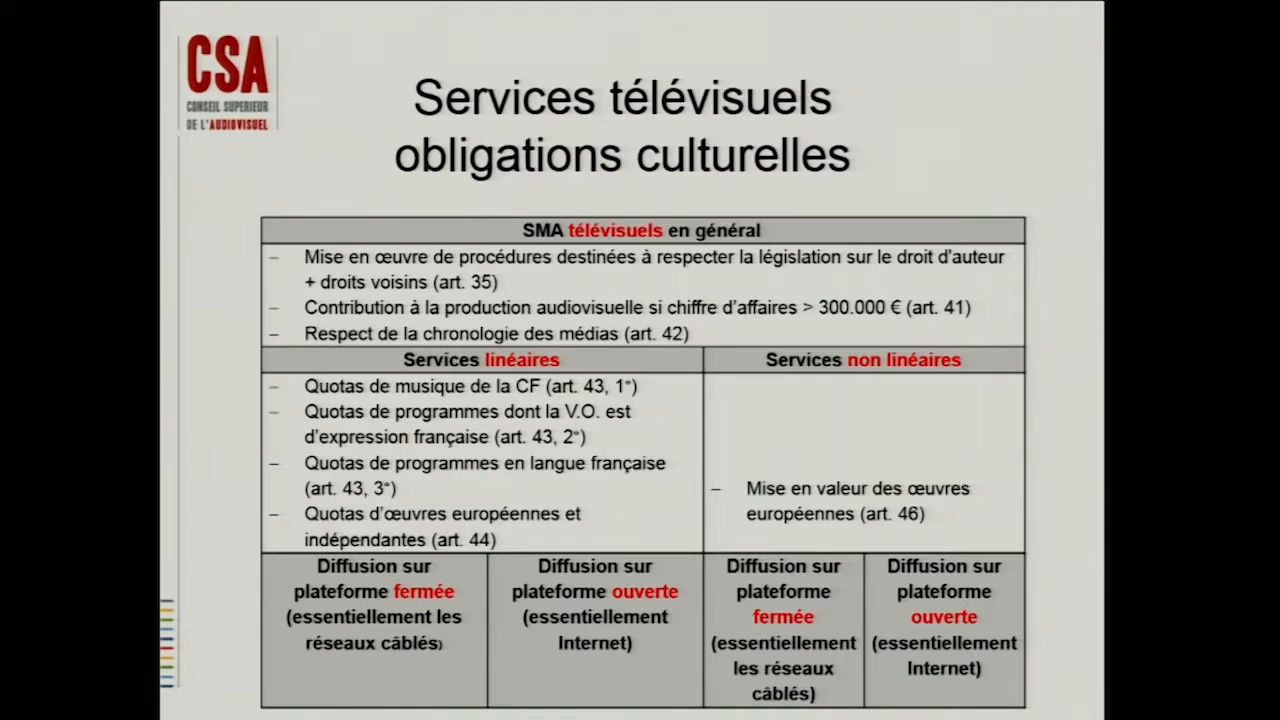 CSA
CONSEIL SUPERIEUR
DE L'AUDIOVISUEL
Services télévisuels
obligations culturelles
SMA télévisuels en général
– Mise en œuvre de procédures destinées à respecter la législation sur le droit d'auteur
+ droits voisins (art. 35)
– Contribution à la production audiovisuelle si chiffre d'affaires > 300.000 € (art. 41)
– Respect de la chronologie des médias (art. 42)
Services linéaires
– Quotas de musique de la CF (art. 43, 1°)
– Quotas de programmes dont la V.O. est
d'expression française (art. 43, 2°)
– Quotas de programmes en langue française
(art. 43, 3°)
– Quotas d'œuvres européennes et
indépendantes (art. 44)
Services non linéaires
– Mise en valeur des œuvres
européennes (art. 46)
Diffusion sur
plateforme fermée
(essentiellement les
réseaux câblés)
Diffusion sur
plateforme ouverte
(essentiellement
Internet)
Diffusion sur
plateforme
fermée
(essentiellement
les réseaux
câblés)
Diffusion sur
plateforme
ouverte
(essentiellement
Internet)